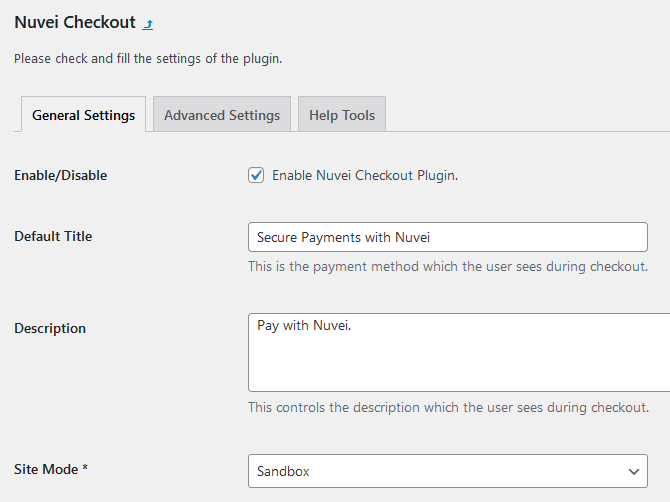 Nuvei Checkout
Please check and fill the settings of the plugin.
General Settings Advanced Settings Help Tools
Enable/Disable Enable Nuvei Checkout Plugin.
Default Title Secure Payments with Nuvei
This is the payment method which the user sees during checkout.
Description Pay with Nuvei.
This controls the description which the user sees during checkout.
Site Mode * Sandbox